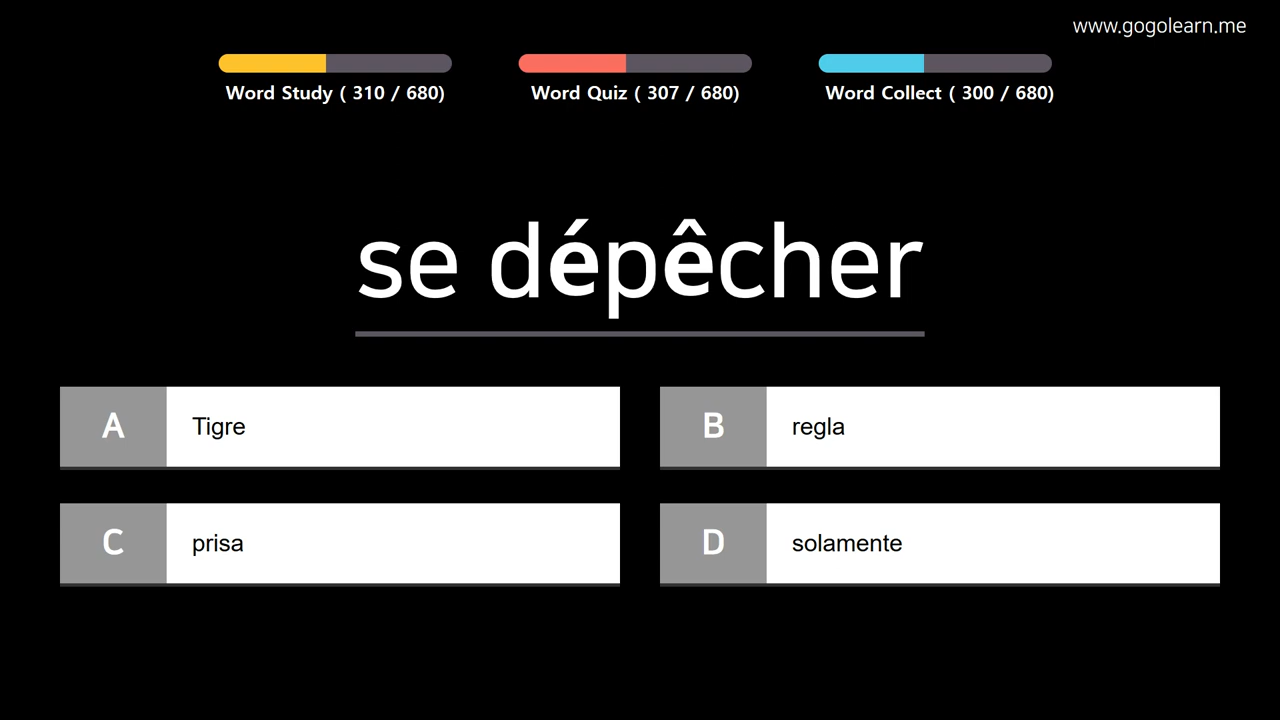 www.gogolearn.me
Word Study ( 310 / 680)
Word Quiz ( 307 / 680)
Word Collect ( 300 / 680)
se dépêcher
A Tigre
B regla
C prisa
D solamente